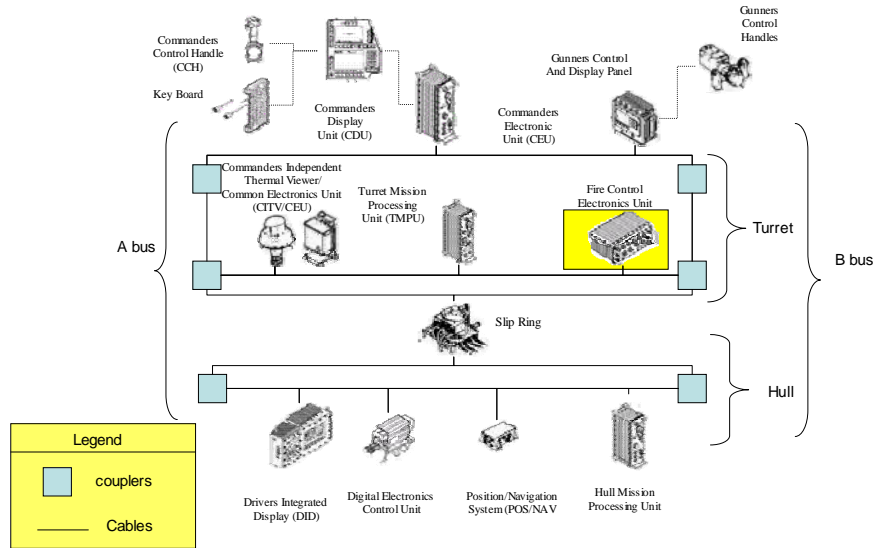 Commanders
Control Handle
(CCH)
Key Board
Commanders
Display
Unit (CDU)
Commanders
Electronic
Unit (CEU)
Gunners Control
And Display Panel
Gunners
Control
Handles
Commanders Independent
Thermal Viewer/
Common Electronics Unit
(CITV/CEU)
Turret Mission
Processing
Unit (TMPU)
Fire Control
Electronics Unit
Turret
A bus
B bus
Slip Ring
Hull
Drivers Integrated
Display (DID)
Digital Electronics
Control Unit
Position/Navigation
System (POS/NAV
Hull Mission
Processing Unit
Legend
couplers
Cables